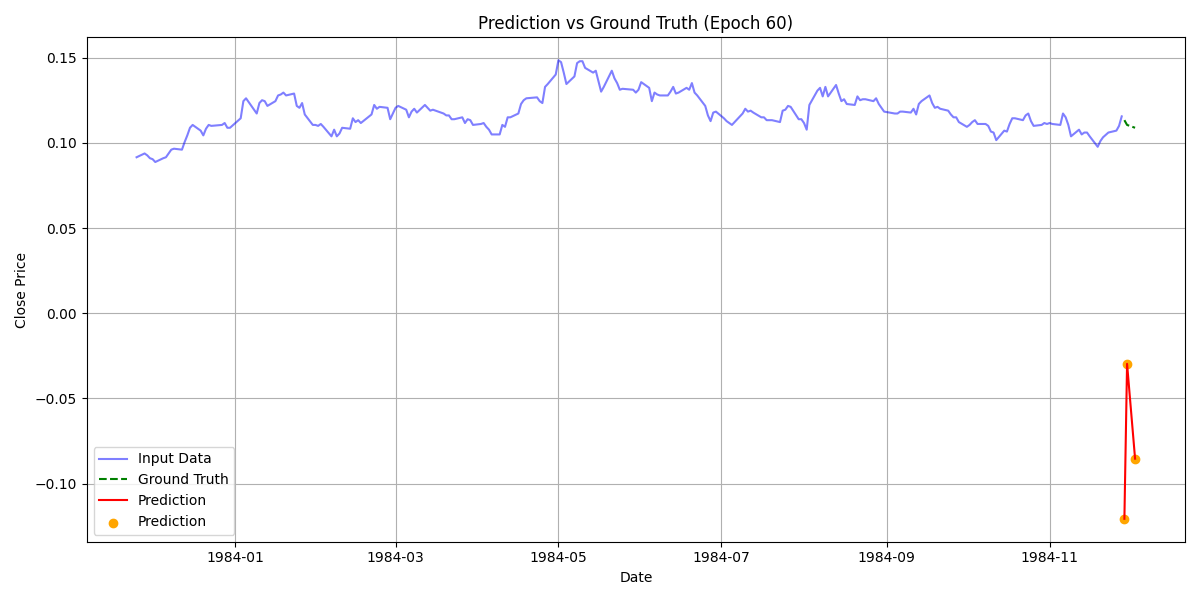 Prediction vs Ground Truth (Epoch 60)
Close Price
0.15
0.10
0.05
0.00
−0.05
−0.10
Input Data
Ground Truth
Prediction
Prediction
1984-01
1984-03
1984-05
1984-07
1984-09
1984-11
Date